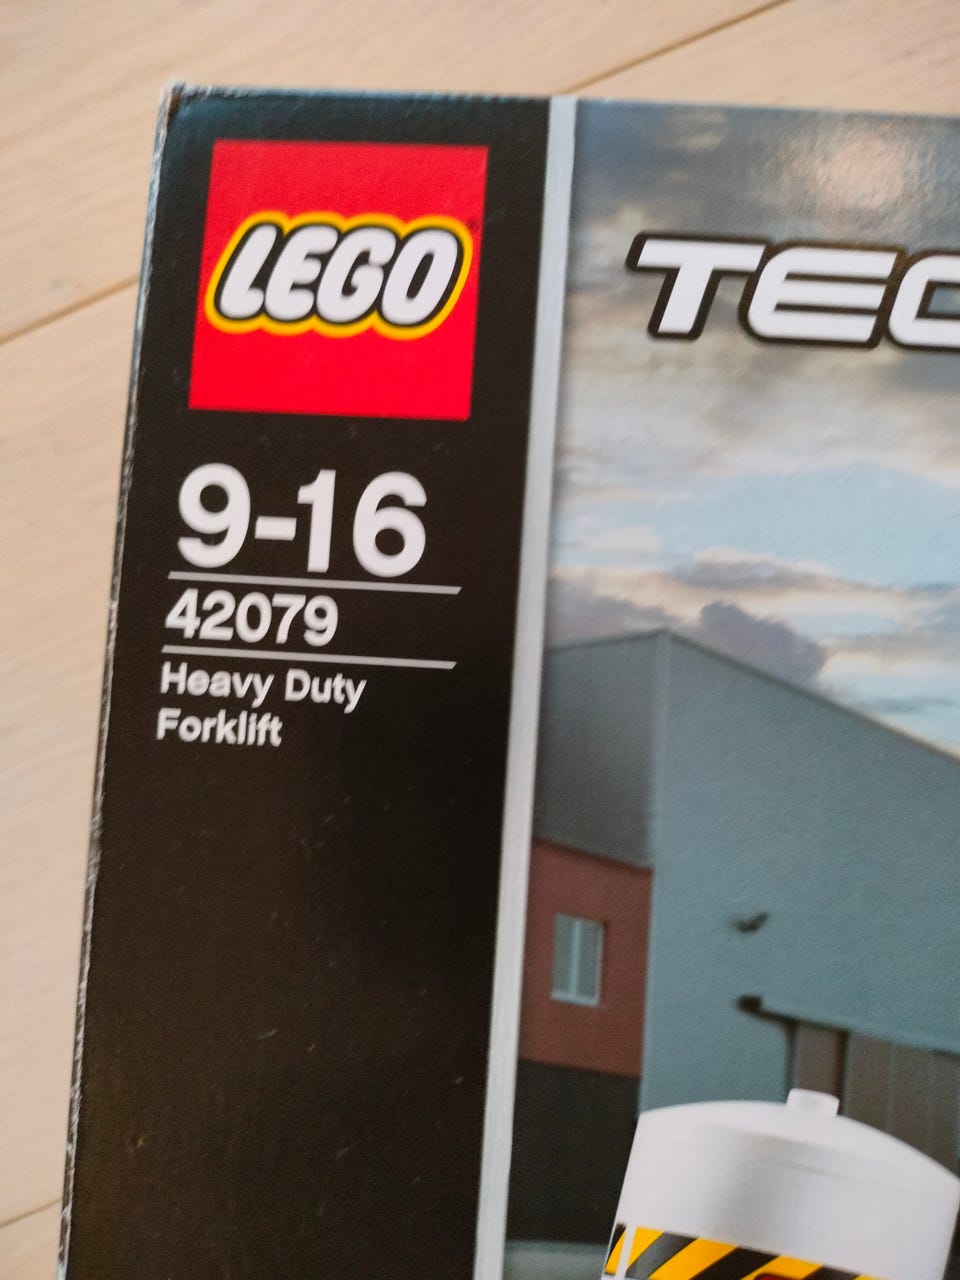 LEGO
TEC
9-16
42079
Heavy Duty
Forklift